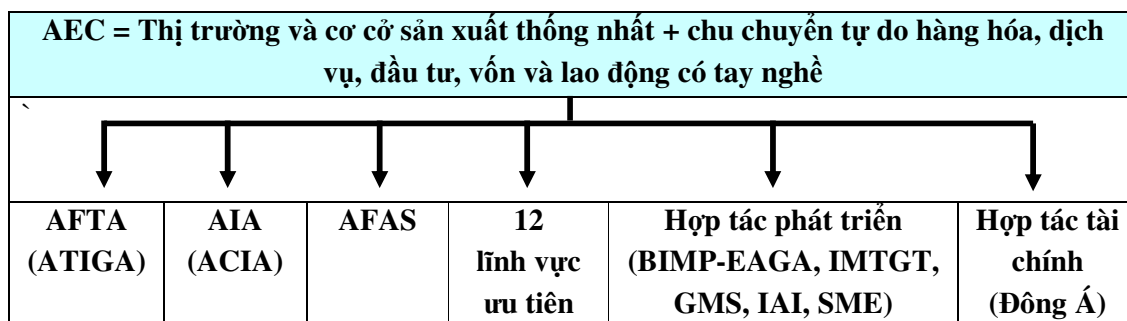 AEC = Thị trường và cơ cở sản xuất thống nhất + chu chuyển tự do hàng hóa, dịch
vụ, đầu tư, vốn và lao động có tay nghề
`
AFTA
(ATIGA)
AIA
(ACIA)
AFAS
12
lĩnh vực
ưu tiên
Hợp tác phát triển
(BIMP-EAGA, IMTGT,
GMS, IAI, SME)
Hợp tác tài
chính
(Đông Á)